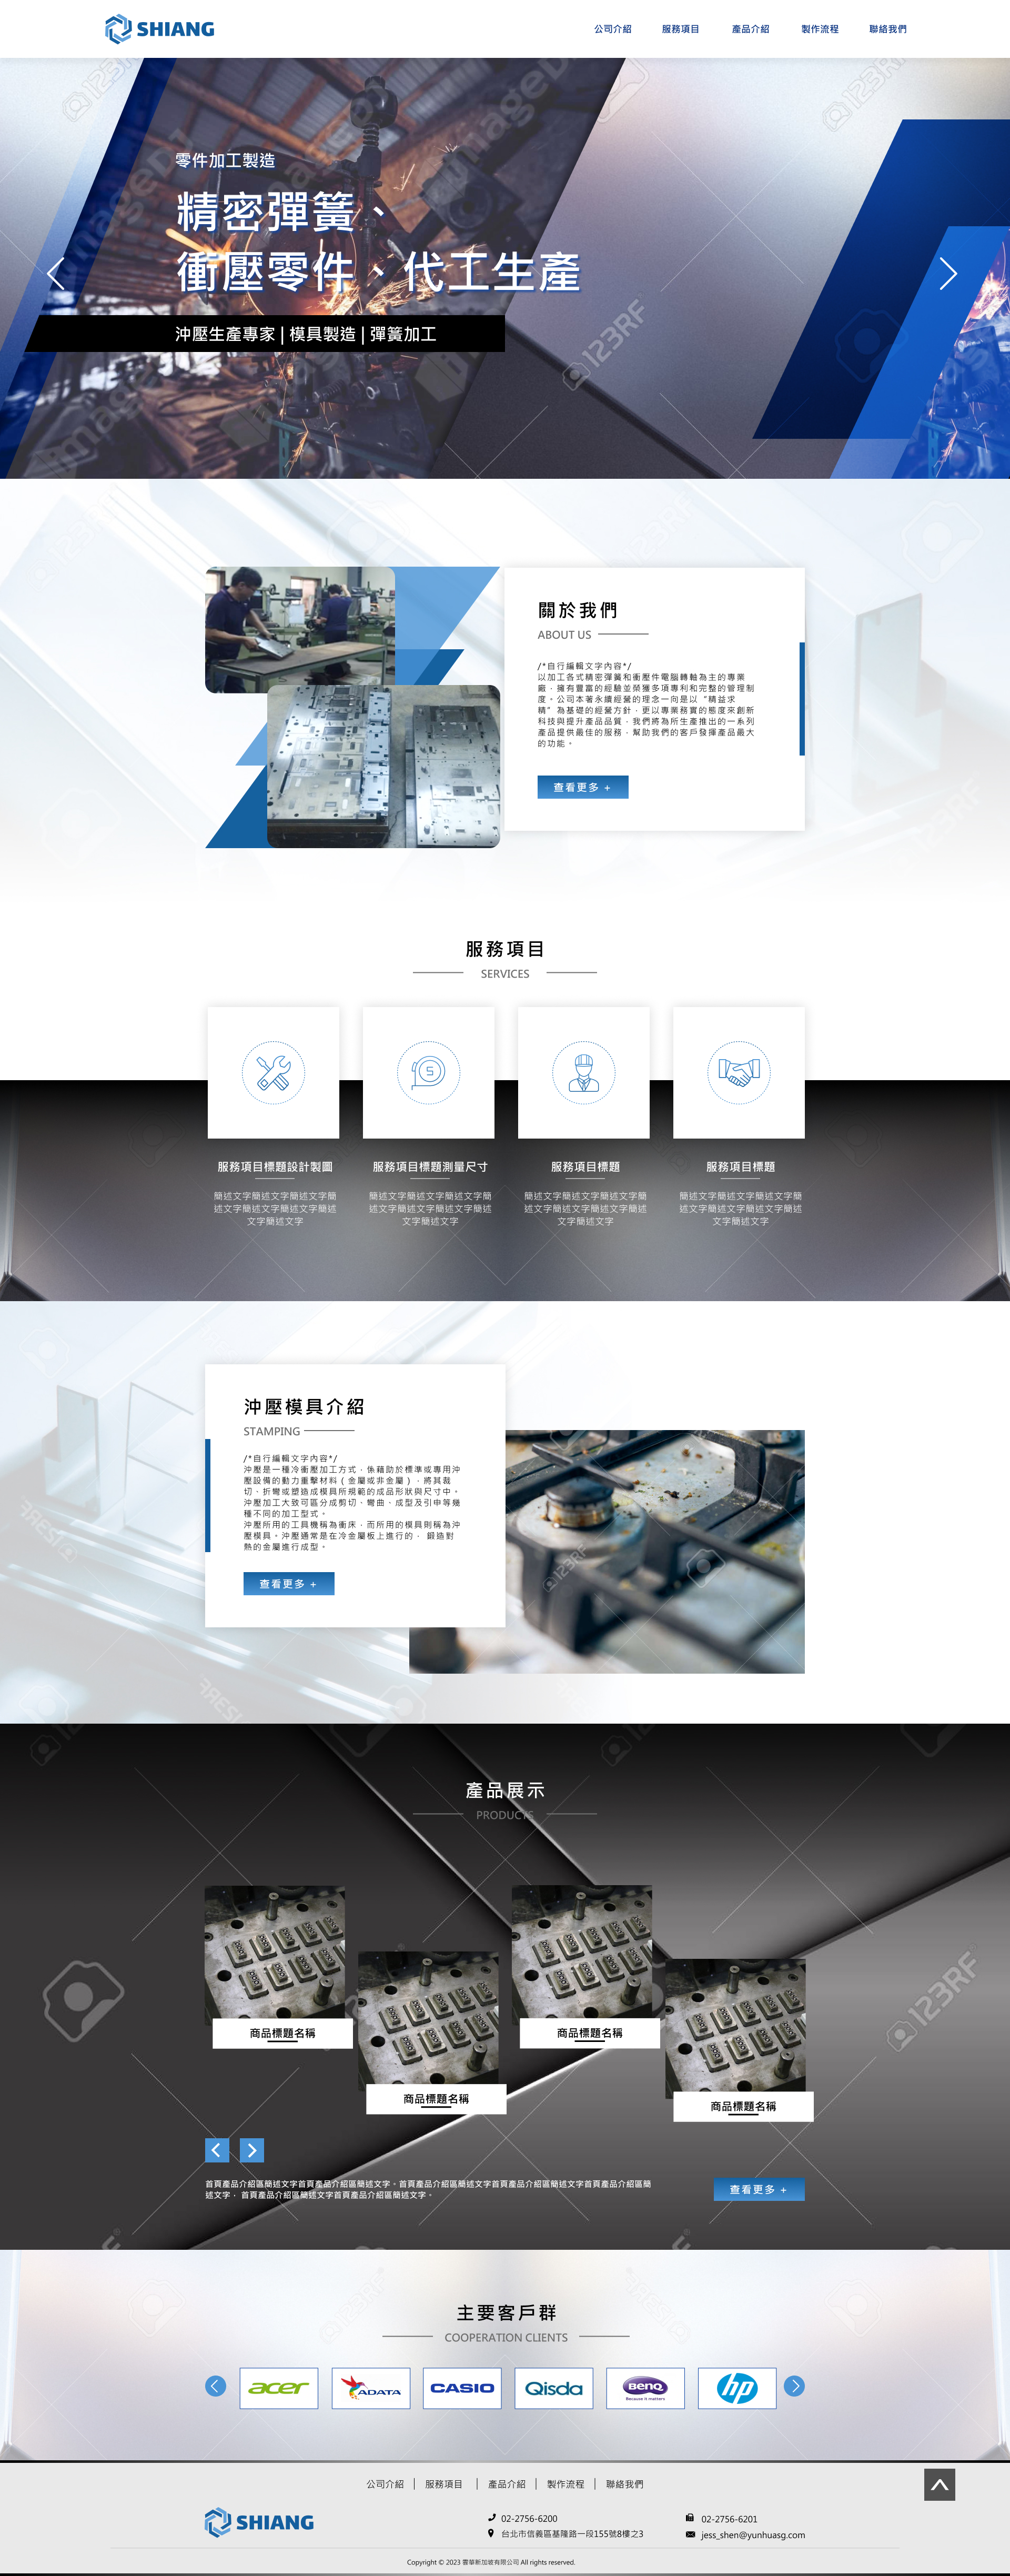 SHIANG
公司介紹
服務項目
產品介紹
製作流程
聯絡我們
零件加工製造
精密彈簧、
衝壓零件、代工生產
沖壓生產專家 | 模具製造 | 彈簧加工
關於我們
ABOUT US
/*自行編輯文字內容*/
以加工各式精密彈簧和衝壓件電腦轉軸為主的專業
廠，擁有豐富的經驗並榮獲多項專利和完整的管理制
度。公司本著永續經營的理念一向是以“精益求
精”為基礎的經營方針，更以專業務實的態度來創新
科技與提升產品品質，我們將為所生產推出的一系列
產品提供最佳的服務，幫助我們的客戶發揮產品最大
的功能。
查看更多 +
服務項目
SERVICES
服務項目標題設計製圖
簡述文字簡述文字簡述文字簡
述文字簡述文字簡述文字簡述
文字簡述文字
服務項目標題測量尺寸
簡述文字簡述文字簡述文字簡
述文字簡述文字簡述文字簡述
文字簡述文字
服務項目標題
簡述文字簡述文字簡述文字簡
述文字簡述文字簡述文字簡述
文字簡述文字
服務項目標題
簡述文字簡述文字簡述文字簡
述文字簡述文字簡述文字簡述
文字簡述文字
沖壓模具介紹
STAMPING
/*自行編輯文字內容*/
沖壓是一種冷衝壓加工方式，係藉助於標準或專用沖
壓設備的動力重擊材料（金屬或非金屬），將其裁
切、折彎或塑造成模具所規範的成品形狀與尺寸中。
沖壓加工大致可區分成剪切、彎曲、成型及引申等幾
種不同的加工型式。
沖壓所用的工具機稱為衝床，而所用的模具則稱為沖
壓模具。沖壓通常是在冷金屬板上進行的， 鍛造對
熱的金屬進行成型。
查看更多 +
產品展示
PRODUCTS
商品標題名稱
商品標題名稱
商品標題名稱
商品標題名稱
首頁產品介紹區簡述文字首頁產品介紹區簡述文字。首頁產品介紹區簡述文字首頁產品介紹區簡述文字首頁產品介紹區簡
述文字， 首頁產品介紹區簡述文字首頁產品介紹區簡述文字。
查看更多 +
主要客戶群
COOPERATION CLIENTS
acer
ADATA
CASIO
Qisda
BenQ
Because it matters
hp
公司介紹
服務項目
產品介紹
製作流程
聯絡我們
SHIANG
02-2756-6200
02-2756-6201
台北市信義區基隆路一段155號8樓之3
jess_shen@yunhuasg.com
Copyright © 2023 雲華新加坡有限公司 All rights reserved.
123RF